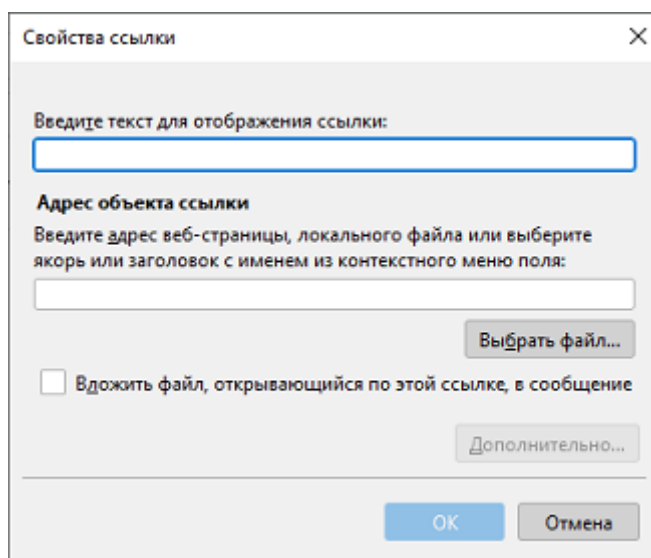 Свойства ссылки
Введите текст для отображения ссылки:
Адрес объекта ссылки
Введите адрес веб-страницы, локального файла или выберите
якорь или заголовок с именем из контекстного меню поля:
Выбрать файл...
Вложить файл, открывающийся по этой ссылке, в сообщение
Дополнительно...
ОК Отмена